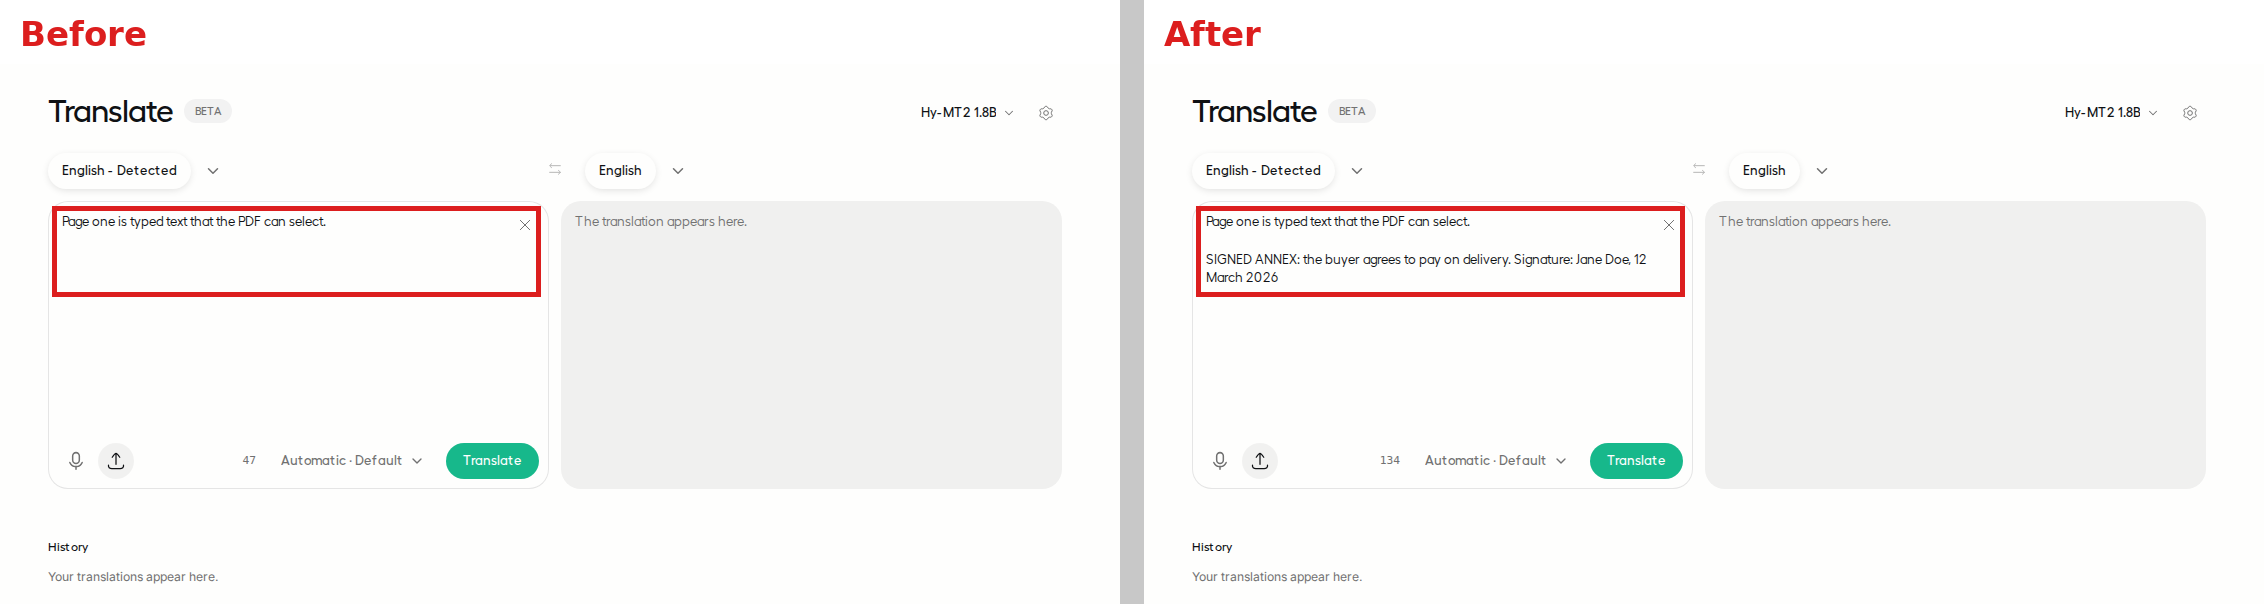 Before
Translate BETA
Hy-MT2 1.8B
English - Detected
English
Page one is typed text that the PDF can select.
The translation appears here.
47
Automatic · Default
Translate
History
Your translations appear here.
After
Translate BETA
Hy-MT2 1.8B
English - Detected
English
Page one is typed text that the PDF can select.
SIGNED ANNEX: the buyer agrees to pay on delivery. Signature: Jane Doe, 12
March 2026
The translation appears here.
134
Automatic · Default
Translate
History
Your translations appear here.